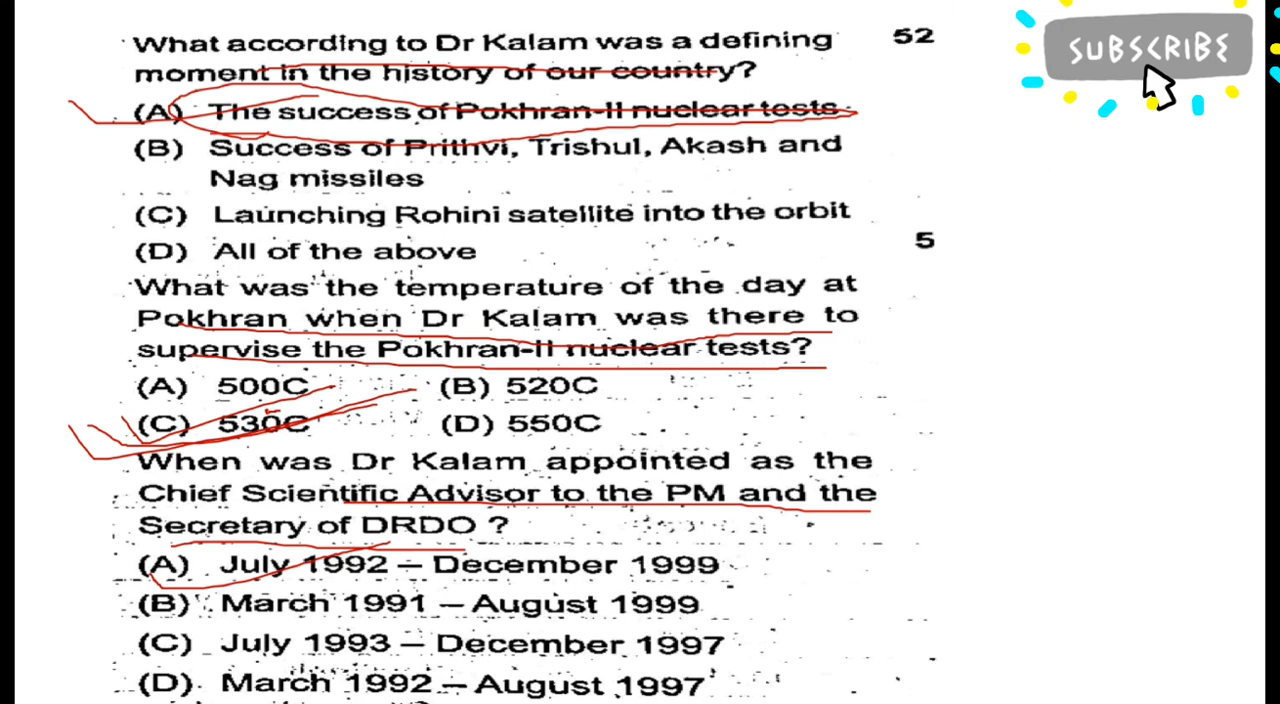 What according to Dr Kalam was a defining 52
moment in the history of our country?
(A) The success of Pokhran-II nuclear tests
(B) Success of Prithvi, Trishul, Akash and
Nag missiles
(C) Launching Rohini satellite into the orbit
(D) All of the above 5
What was the temperature of the day at
Pokhran when Dr Kalam was there to
supervise the Pokhran-II nuclear tests?
(A) 500C (B) 520C
(C) 530C (D) 550C
When was Dr Kalam appointed as the
Chief Scientific Advisor to the PM and the
Secretary of DRDO ?
(A) July 1992 – December 1999
(B) March 1991 – August 1999
(C) July 1993 – December 1997
(D) March 1992 – August 1997
SUBSCRIBE